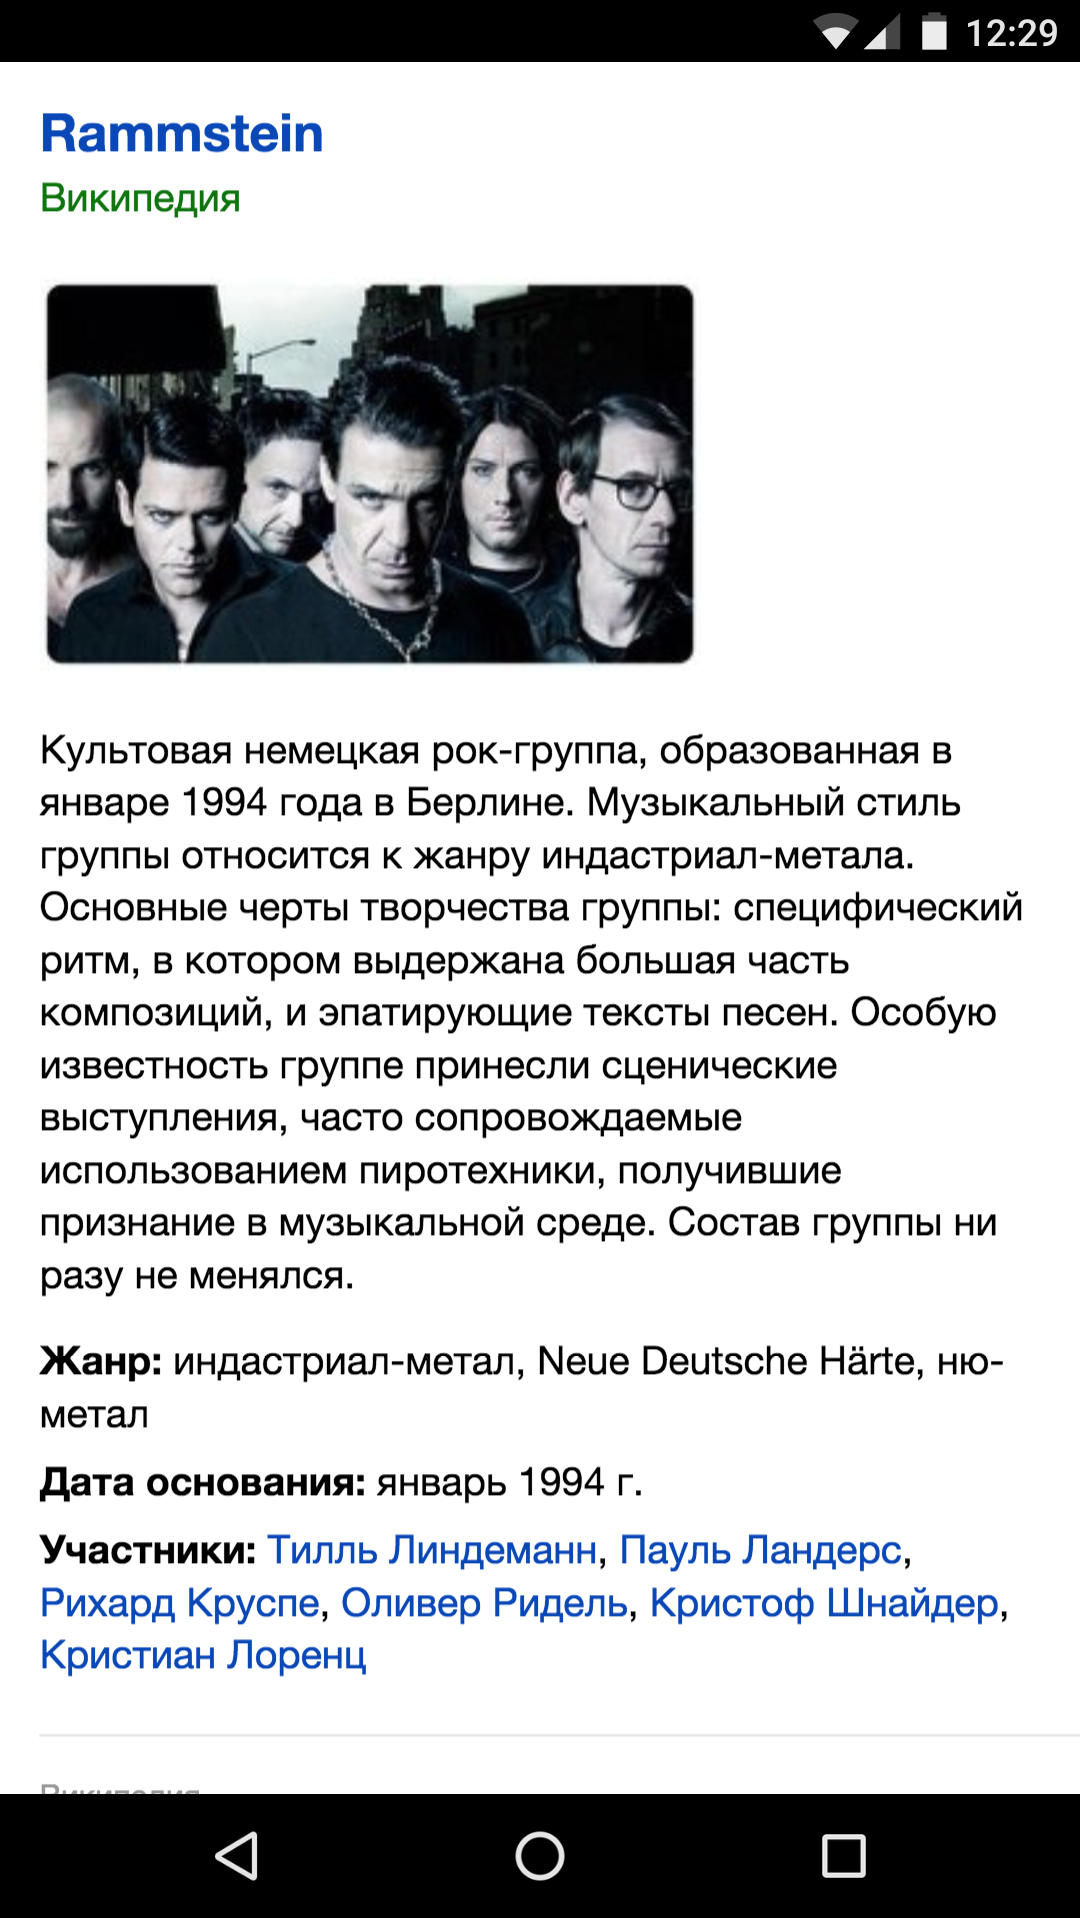 12:29
Rammstein
Википедия
Культовая немецкая рок-группа, образованная в
январе 1994 года в Берлине. Музыкальный стиль
группы относится к жанру индастриал-метала.
Основные черты творчества группы: специфический
ритм, в котором выдержана большая часть
композиций, и эпатирующие тексты песен. Особую
известность группе принесли сценические
выступления, часто сопровождаемые
использованием пиротехники, получившие
признание в музыкальной среде. Состав группы ни
разу не менялся.
Жанр: индастриал-метал, Neue Deutsche Härte, ню-
метал
Дата основания: январь 1994 г.
Участники: Тилль Линдеманн, Пауль Ландерс,
Рихард Круспе, Оливер Ридель, Кристоф Шнайдер,
Кристиан Лоренц
Википедия